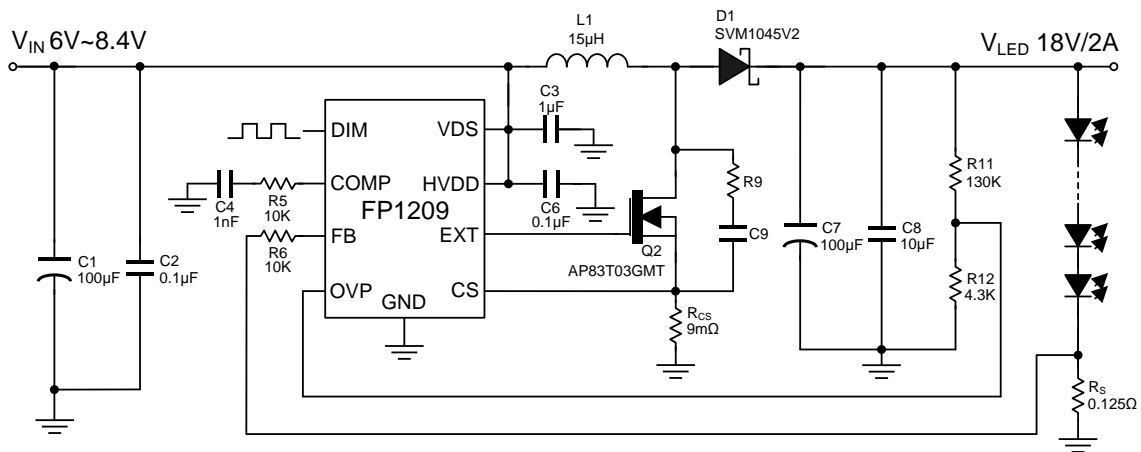 L1
15µH
D1
SVM1045V2
VIN 6V~8.4V
VLED 18V/2A
C3
1µF
DIM
VDS
COMP
HVDD
FP1209
FB
EXT
OVP
GND
CS
C4
1nF
R5
10K
R6
10K
C6
0.1µF
Q2
AP83T03GMT
R9
C9
R11
130K
C1
100µF
C2
0.1µF
C7
100µF
C8
10µF
R12
4.3K
RCS
9mΩ
RS
0.125Ω